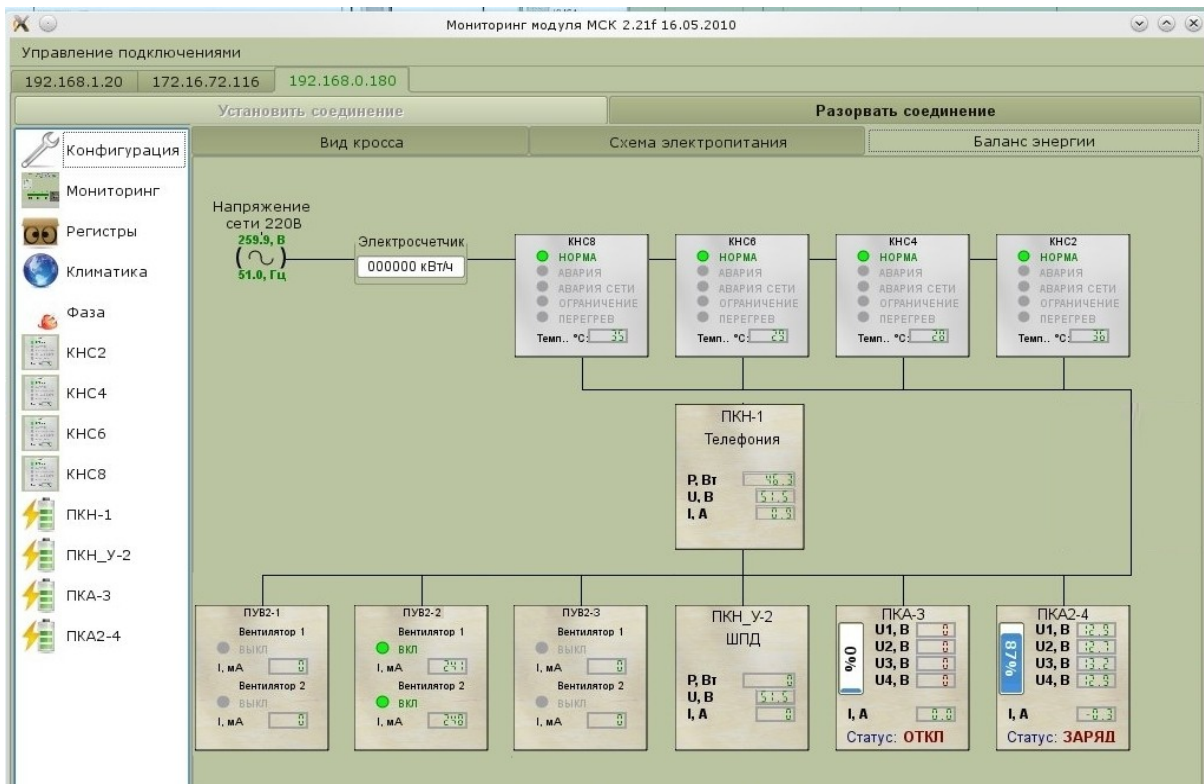 Мониторинг модуля МСК 2.21f 16.05.2010
Управление подключениями
192.168.1.20 172.16.72.116 192.168.0.180
Установить соединение Разорвать соединение
Вид кросса Схема электропитания Баланс энергии
Конфигурация
Мониторинг
Регистры
Климатика
Фаза
КНС2
КНС4
КНС6
КНС8
ПКН-1
ПКН_У-2
ПКА-3
ПКА2-4
Напряжение
сети 220В
259.9, В
51.0, Гц
Электросчетчик
000000 кВт/ч
КНС8
НОРМА
АВАРИЯ
АВАРИЯ СЕТИ
ОГРАНИЧЕНИЕ
ПЕРЕГРЕВ
Темп.. °С: 35
КНС6
НОРМА
АВАРИЯ
АВАРИЯ СЕТИ
ОГРАНИЧЕНИЕ
ПЕРЕГРЕВ
Темп.. °С: 29
КНС4
НОРМА
АВАРИЯ
АВАРИЯ СЕТИ
ОГРАНИЧЕНИЕ
ПЕРЕГРЕВ
Темп.. °С: 28
КНС2
НОРМА
АВАРИЯ
АВАРИЯ СЕТИ
ОГРАНИЧЕНИЕ
ПЕРЕГРЕВ
Темп.. °С: 36
ПКН-1
Телефония
P, Вт 46.3
U, В 51.5
I, А 0.9
ПУВ2-1
Вентилятор 1
ВЫКЛ
I, мА 0
Вентилятор 2
ВЫКЛ
I, мА 0
ПУВ2-2
Вентилятор 1
ВКЛ
I, мА 241
Вентилятор 2
ВКЛ
I, мА 248
ПУВ2-3
Вентилятор 1
ВЫКЛ
I, мА 0
Вентилятор 2
ВЫКЛ
I, мА 0
ПКН_У-2
ШПД
P, Вт 0
U, В 51.5
I, А 0
ПКА-3
0%
U1, В 0
U2, В 0
U3, В 0
U4, В 0
I, А 0.0
Статус: ОТКЛ
ПКА2-4
87%
U1, В 12.9
U2, В 12.7
U3, В 13.2
U4, В 12.9
I, А -0.3
Статус: ЗАРЯД